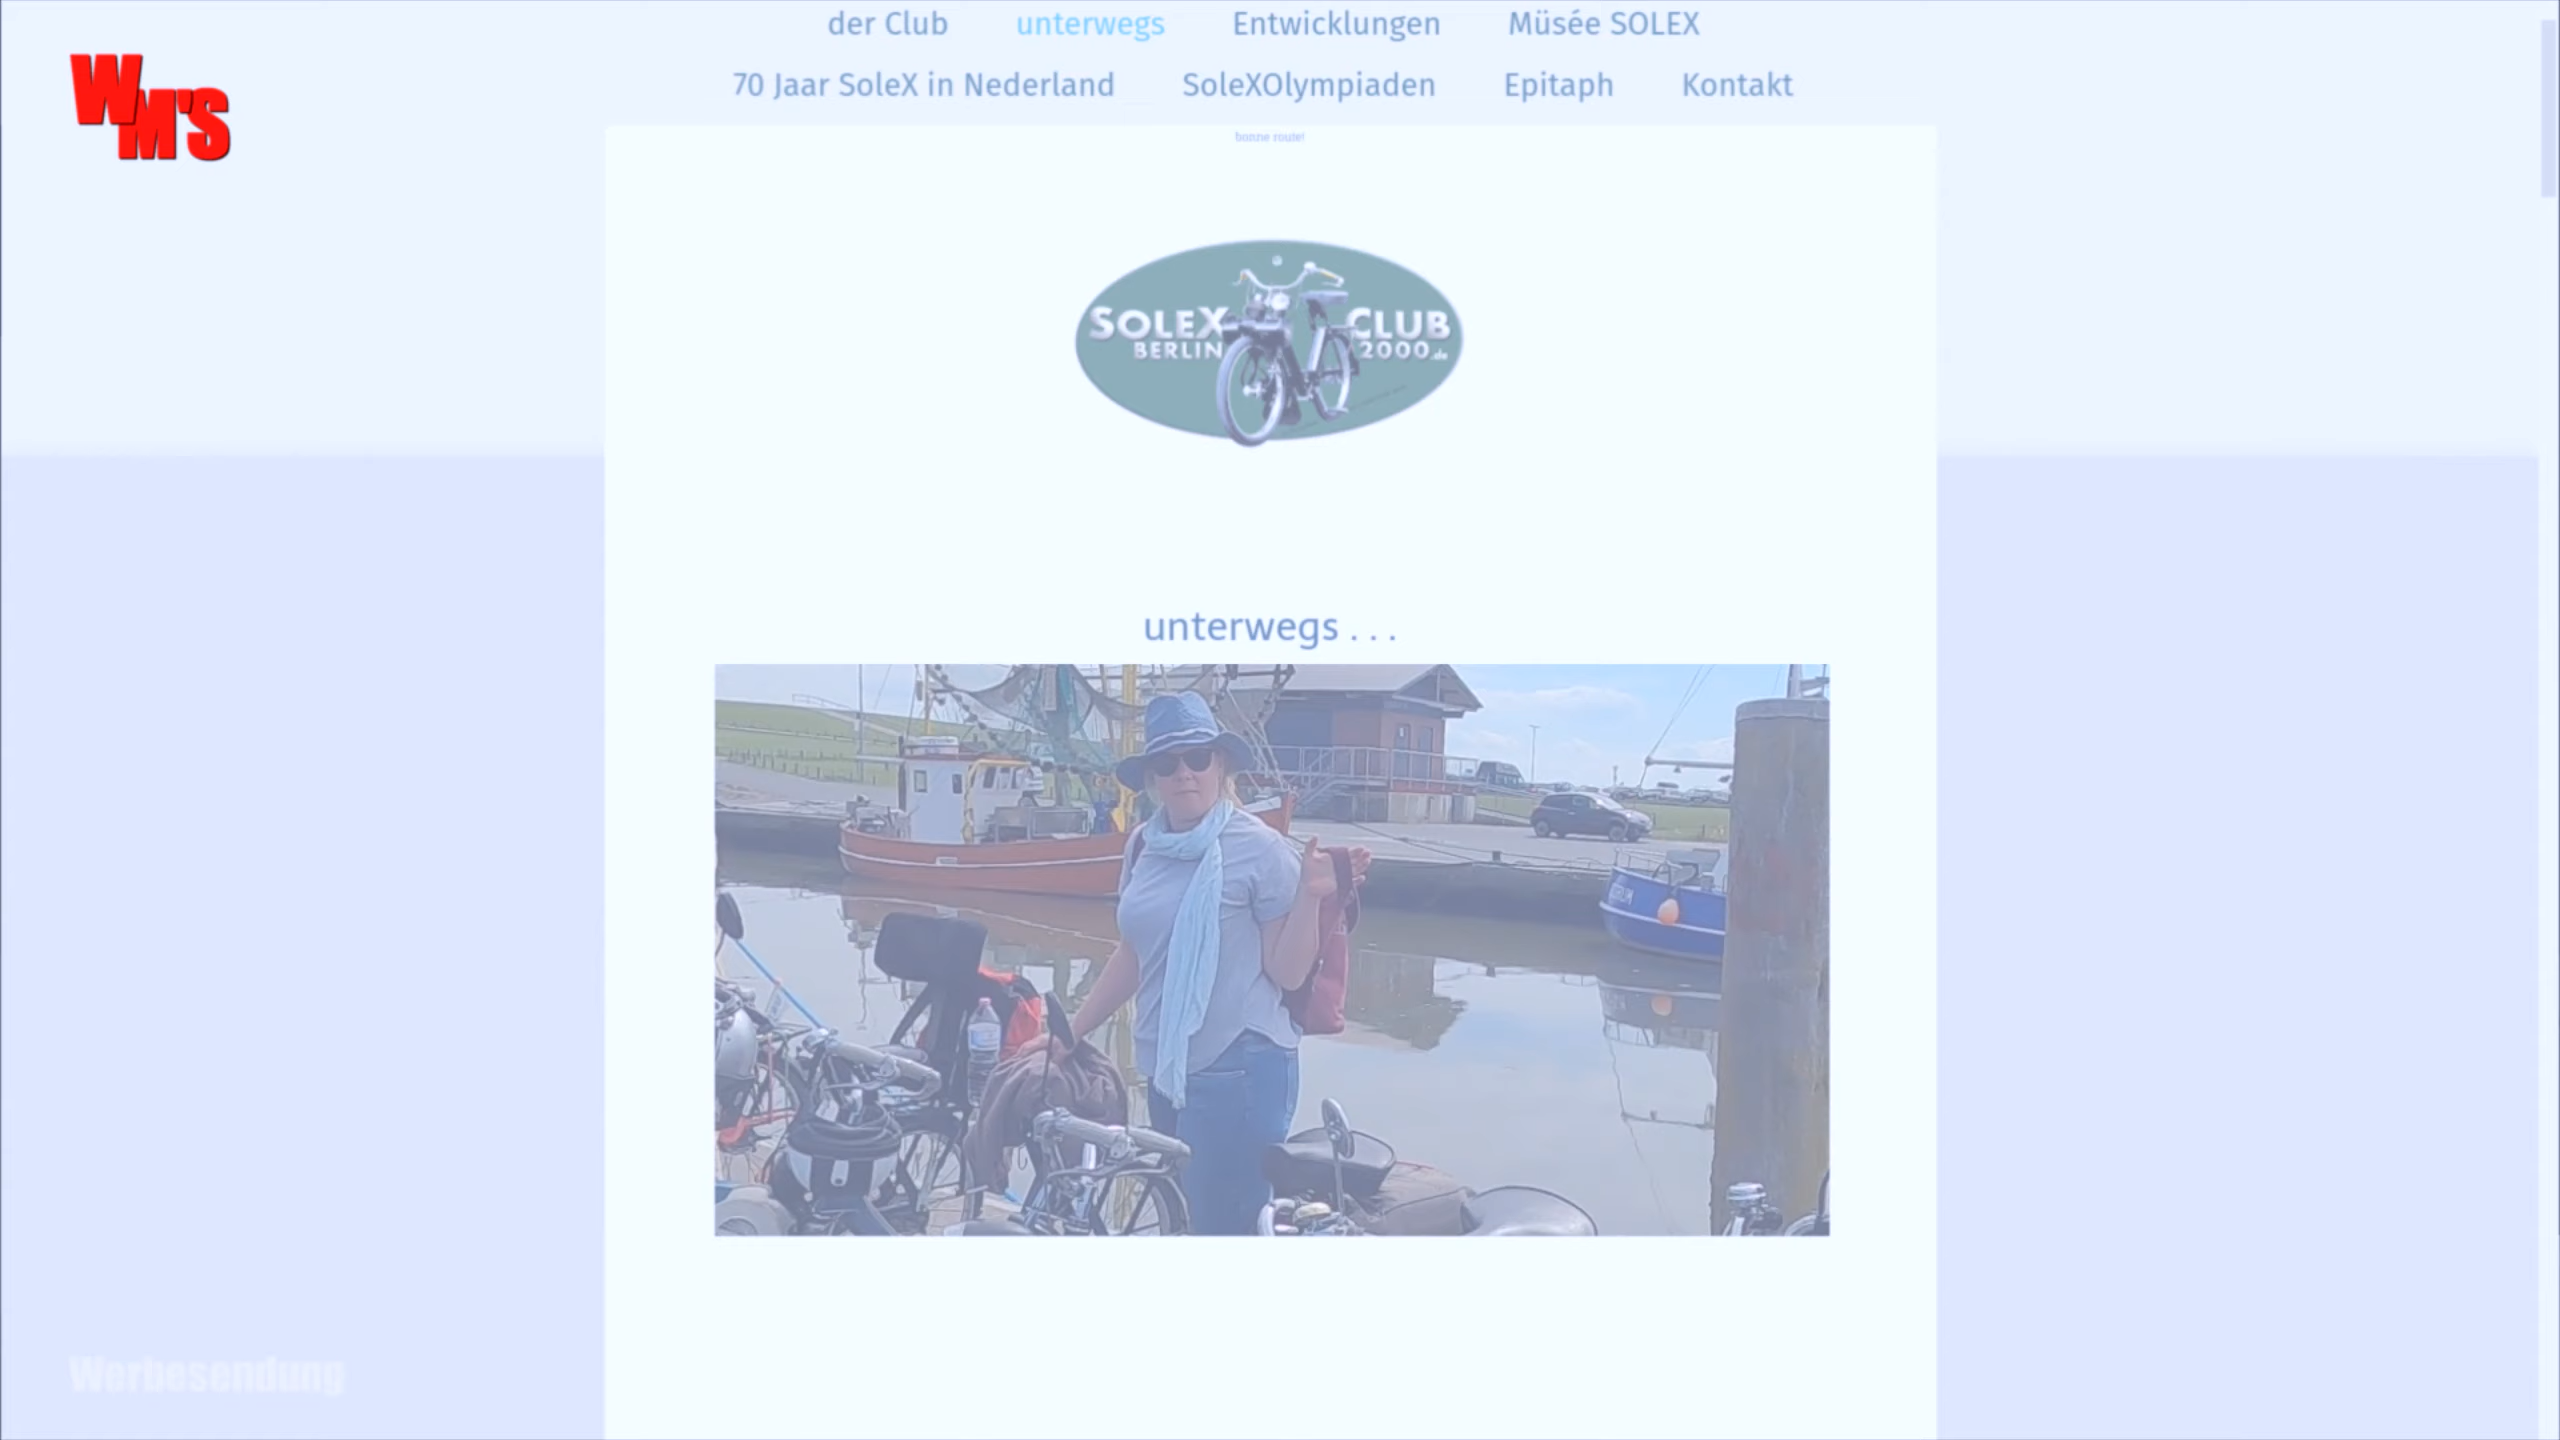 der Club unterwegs Entwicklungen Müsée SOLEX
WM'S
70 Jaar SoleX in Nederland SoleXOlympiaden Epitaph Kontakt
bonne route!
SOLEX CLUB
BERLIN 2000.de
unterwegs . . .
Werbesendung